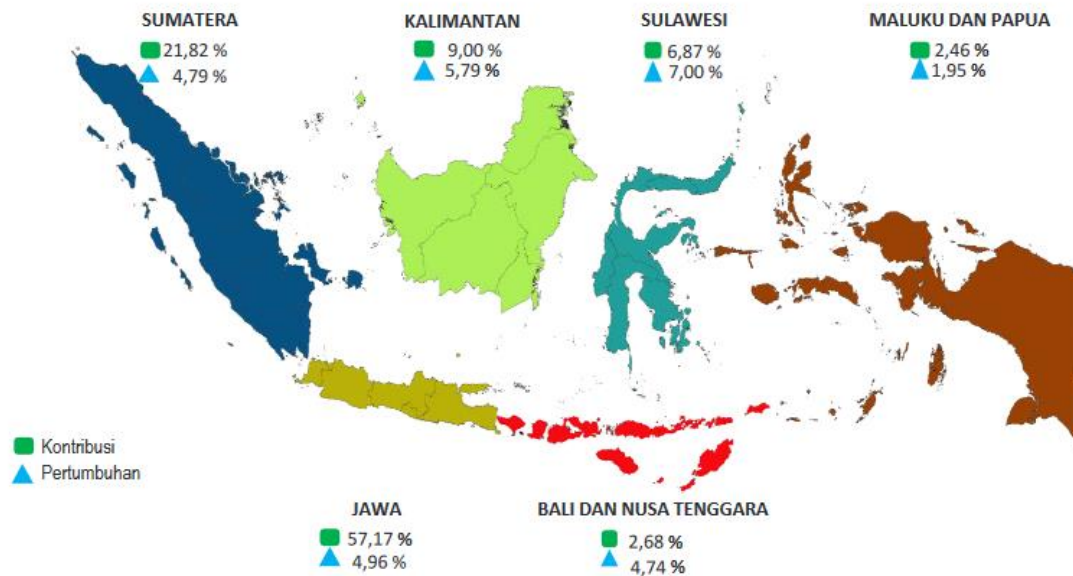 SUMATERA
21,82 %
4,79 %
KALIMANTAN
9,00 %
5,79 %
SULAWESI
6,87 %
7,00 %
MALUKU DAN PAPUA
2,46 %
1,95 %
Kontribusi
Pertumbuhan
JAWA
57,17 %
4,96 %
BALI DAN NUSA TENGGARA
2,68 %
4,74 %